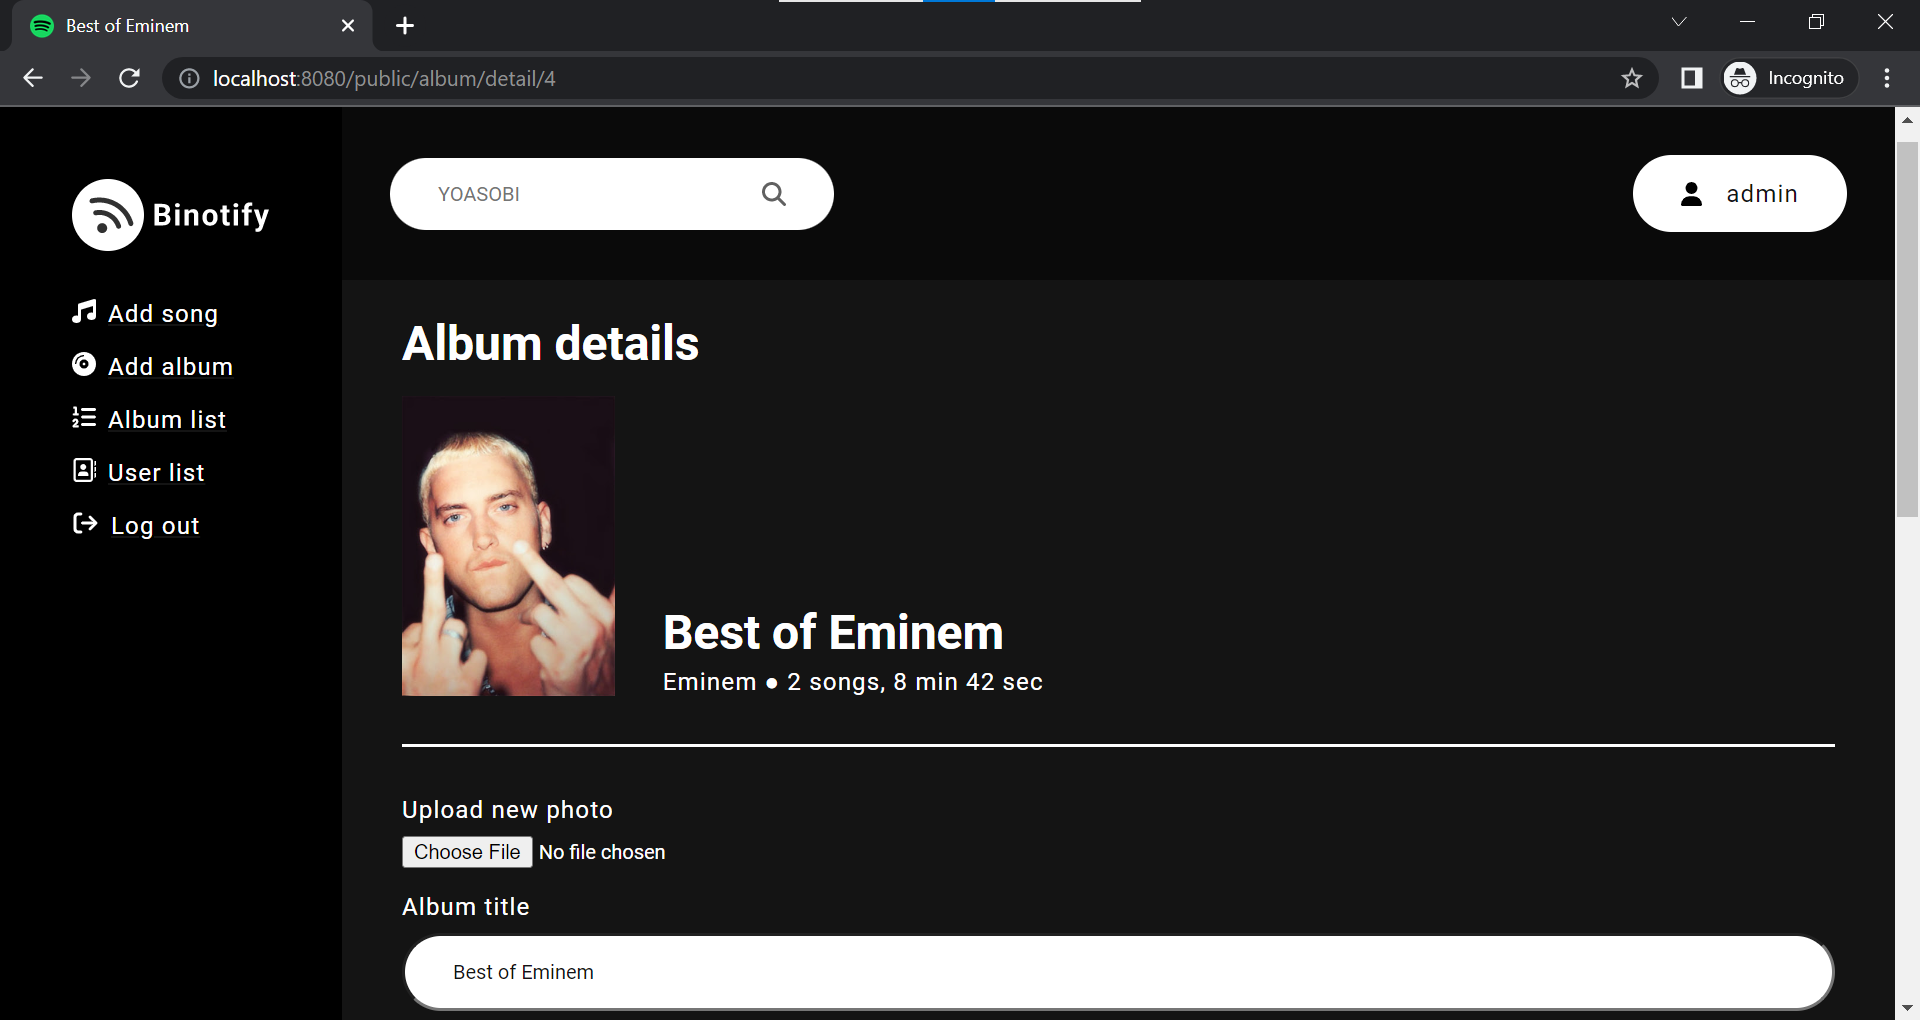 Best of Eminem
localhost:8080/public/album/detail/4
Incognito
Binotify
YOASOBI
admin
Add song
Add album
Album list
User list
Log out
Album details
Best of Eminem
Eminem ● 2 songs, 8 min 42 sec
Upload new photo
Choose File No file chosen
Album title
Best of Eminem